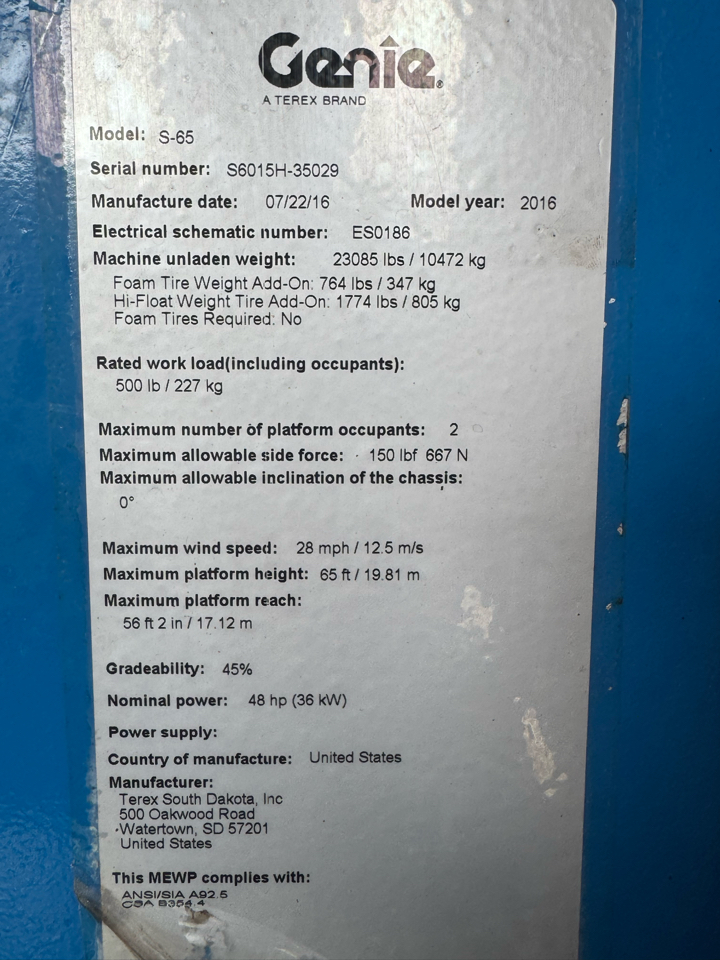 Genie®
A TEREX BRAND
Model: S-65
Serial number: S6015H-35029
Manufacture date: 07/22/16 Model year: 2016
Electrical schematic number: ES0186
Machine unladen weight: 23085 lbs / 10472 kg
Foam Tire Weight Add-On: 764 lbs / 347 kg
Hi-Float Weight Tire Add-On: 1774 lbs / 805 kg
Foam Tires Required: No
Rated work load(including occupants):
500 lb / 227 kg
Maximum number of platform occupants: 2
Maximum allowable side force: 150 lbf 667 N
Maximum allowable inclination of the chassis:
0°
Maximum wind speed: 28 mph / 12.5 m/s
Maximum platform height: 65 ft / 19.81 m
Maximum platform reach:
56 ft 2 in / 17.12 m
Gradeability: 45%
Nominal power: 48 hp (36 kW)
Power supply:
Country of manufacture: United States
Manufacturer:
Terex South Dakota, Inc
500 Oakwood Road
Watertown, SD 57201
United States
This MEWP complies with:
ANSI/SIA A92.5
CSA B354.4